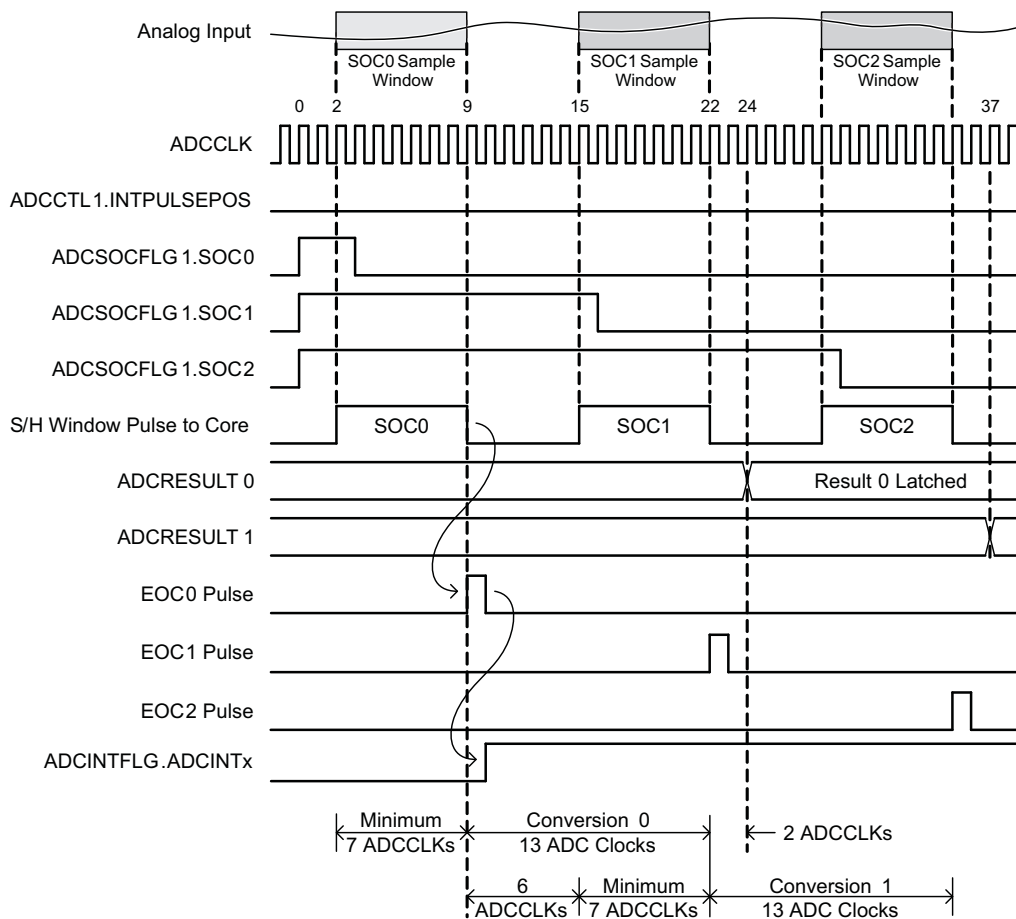 Analog Input
SOC0 Sample
Window
SOC1 Sample
Window
SOC2 Sample
Window
0 2 9 15 22 24 37
ADCCLK
ADCCTL1.INTPULSEPOS
ADCSOCFLG 1.SOC0
ADCSOCFLG 1.SOC1
ADCSOCFLG 1.SOC2
S/H Window Pulse to Core
SOC0 SOC1 SOC2
ADCRESULT 0
Result 0 Latched
ADCRESULT 1
EOC0 Pulse
EOC1 Pulse
EOC2 Pulse
ADCINTFLG.ADCINTx
Minimum
7 ADCCLKs
Conversion 0
13 ADC Clocks
2 ADCCLKs
6
ADCCLKs
Minimum
7 ADCCLKs
Conversion 1
13 ADC Clocks